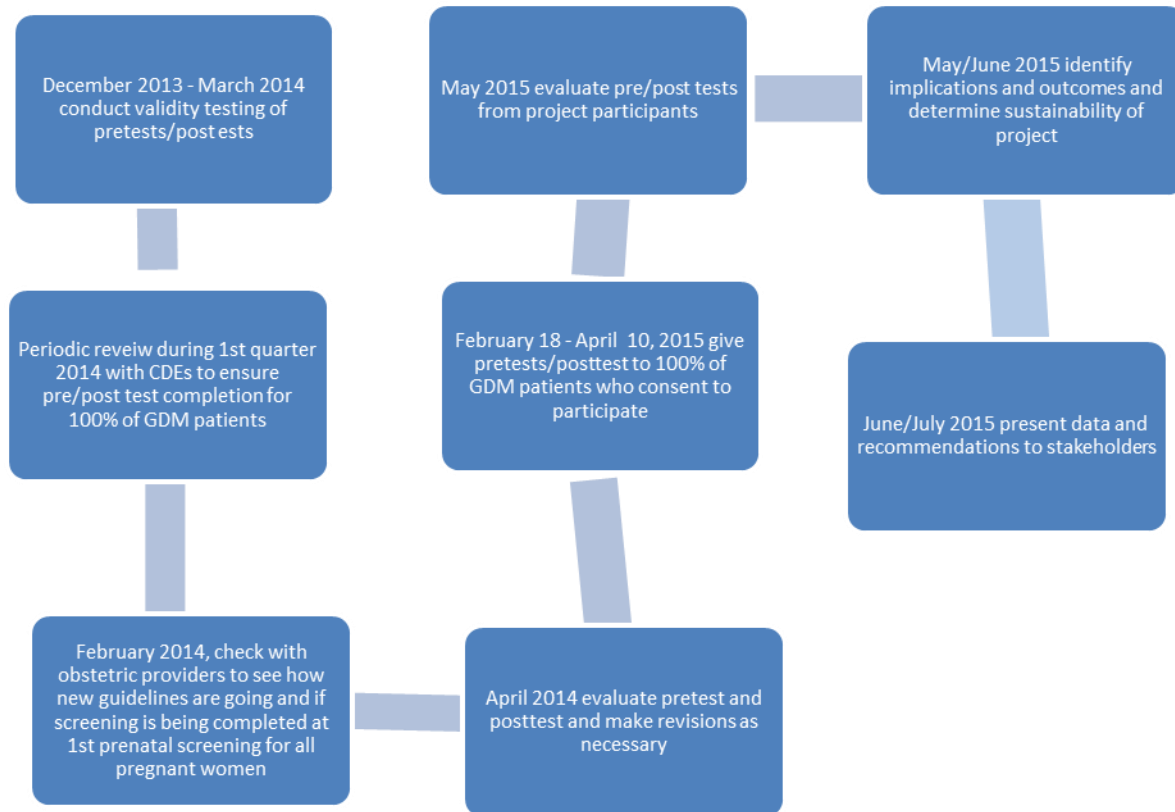 December 2013 - March 2014
conduct validity testing of
pretests/post ests
Periodic reveiw during 1st quarter
2014 with CDEs to ensure
pre/post test completion for
100% of GDM patients
February 2014, check with
obstetric providers to see how
new guidelines are going and if
screening is being completed at
1st prenatal screening for all
pregnant women
April 2014 evaluate pretest and
posttest and make revisions as
necessary
February 18 - April  10, 2015 give
pretests/posttest to 100% of
GDM patients who consent to
participate
May 2015 evaluate pre/post tests
from project participants
May/June 2015 identify
implications and outcomes and
determine sustainability of
project
June/July 2015 present data and
recommendations to stakeholders